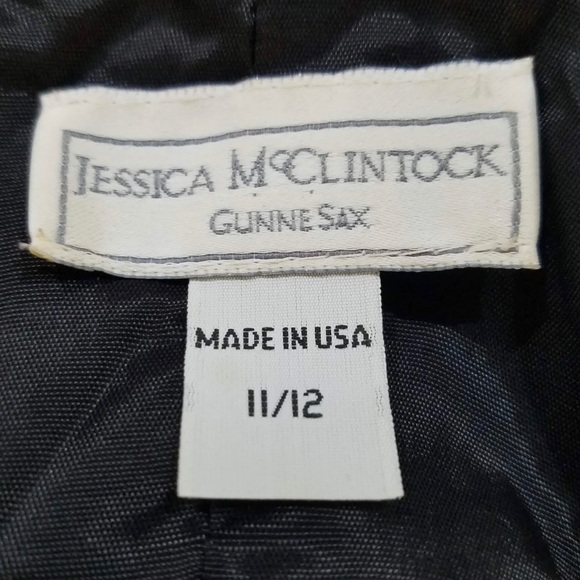 JESSICA McCLINTOCK
GUNNE SAX
MADE IN USA
11/12